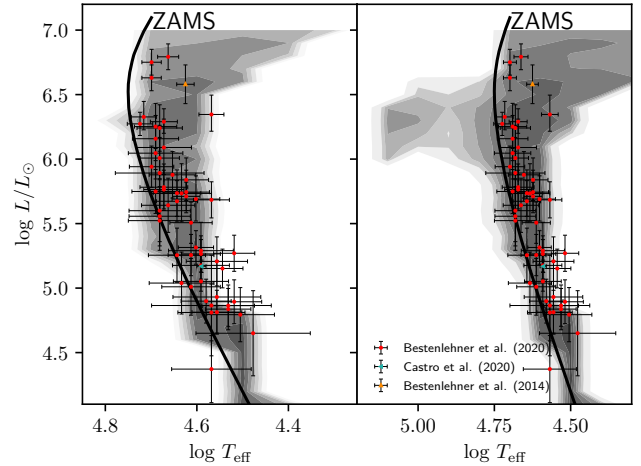 ZAMS
ZAMS
7.0
6.5
6.0
5.5
5.0
4.5
log L/L⊙
Bestenlehner et al. (2020)
Castro et al. (2020)
Bestenlehner et al. (2014)
4.8 4.6 4.4
5.00 4.75 4.50
log T_eff
log T_eff